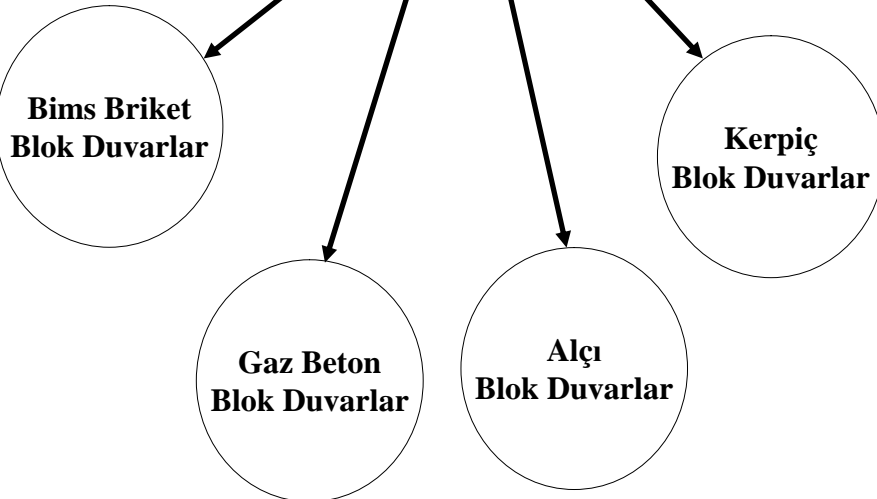 Bims Briket
Blok Duvarlar
Gaz Beton
Blok Duvarlar
Alçı
Blok Duvarlar
Kerpiç
Blok Duvarlar